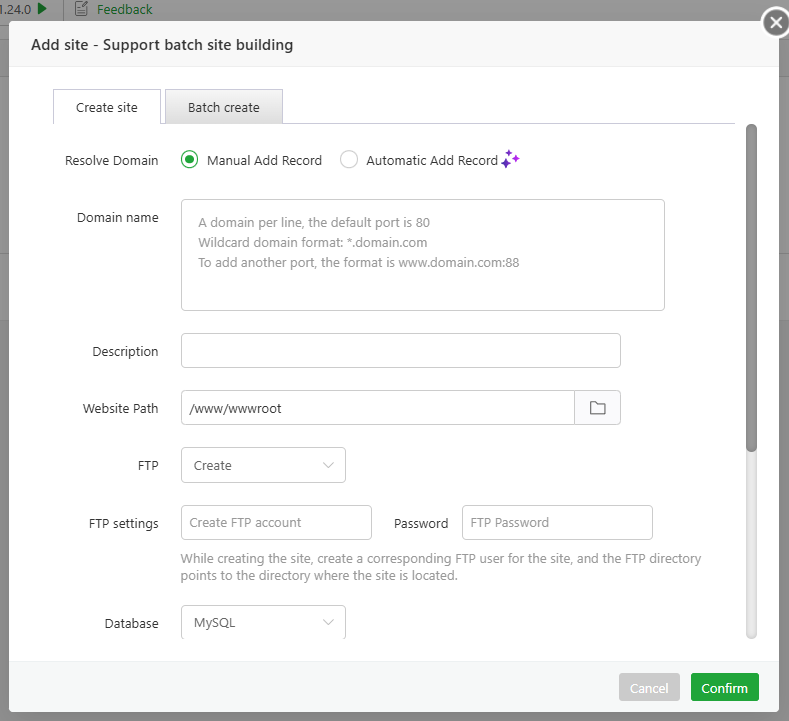 1.24.0
Feedback
Add site - Support batch site building
Create site
Batch create
Resolve Domain
Manual Add Record
Automatic Add Record
Domain name
A domain per line, the default port is 80
Wildcard domain format: *.domain.com
To add another port, the format is www.domain.com:88
Description
Website Path
/www/wwwroot
FTP
Create
FTP settings
Create FTP account
Password
FTP Password
While creating the site, create a corresponding FTP user for the site, and the FTP directory
points to the directory where the site is located.
Database
MySQL
Cancel
Confirm